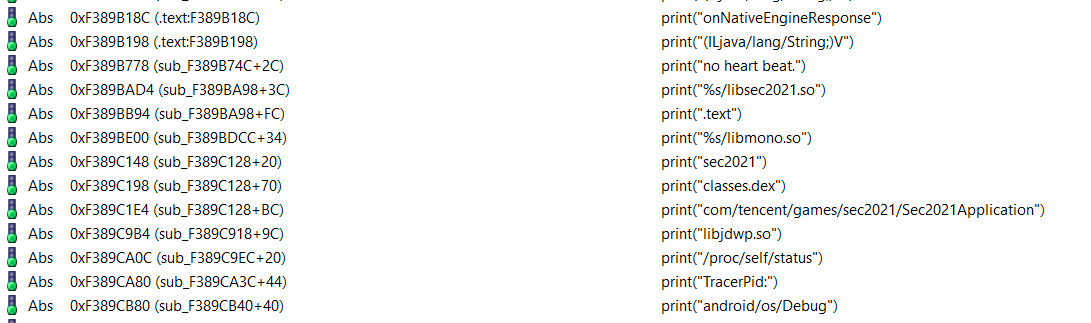 Abs 0xF389B18C (.text:F389B18C) print("onNativeEngineResponse")
Abs 0xF389B198 (.text:F389B198) print("(ILjava/lang/String;)V")
Abs 0xF389B778 (sub_F389B74C+2C) print("no heart beat.")
Abs 0xF389BAD4 (sub_F389BA98+3C) print("%s/libsec2021.so")
Abs 0xF389BB94 (sub_F389BA98+FC) print(".text")
Abs 0xF389BE00 (sub_F389BDCC+34) print("%s/libmono.so")
Abs 0xF389C148 (sub_F389C128+20) print("sec2021")
Abs 0xF389C198 (sub_F389C128+70) print("classes.dex")
Abs 0xF389C1E4 (sub_F389C128+BC) print("com/tencent/games/sec2021/Sec2021Application")
Abs 0xF389C9B4 (sub_F389C918+9C) print("libjdwp.so")
Abs 0xF389CA0C (sub_F389C9EC+20) print("/proc/self/status")
Abs 0xF389CA80 (sub_F389CA3C+44) print("TracerPid:")
Abs 0xF389CB80 (sub_F389CB40+40) print("android/os/Debug")